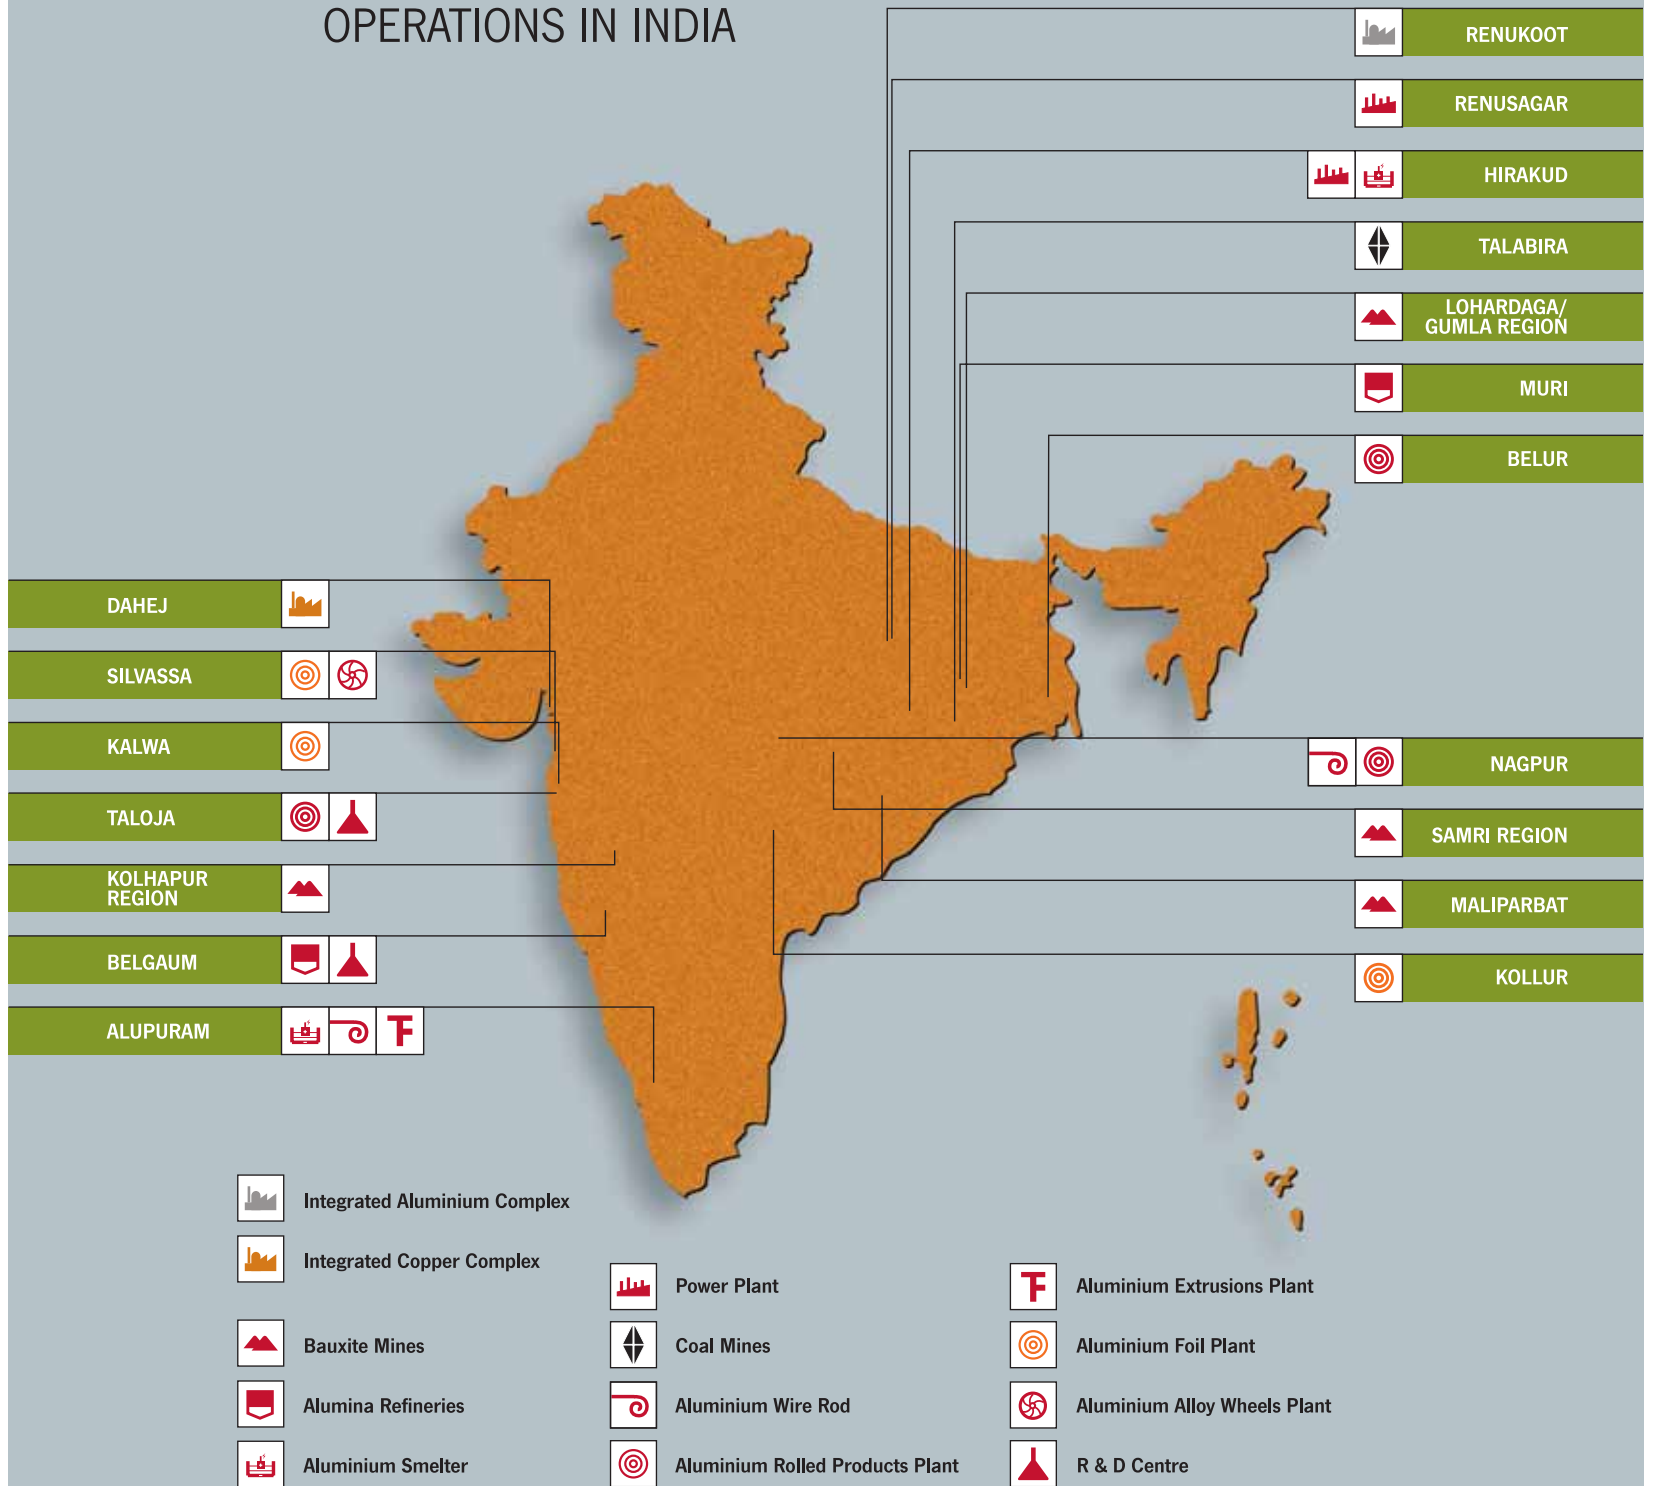 OPERATIONS IN INDIA
RENUKOOT
RENUSAGAR
HIRAKUD
TALABIRA
LOHARDAGA/
GUMLA REGION
MURI
BELUR
DAHEJ
SILVASSA
KALWA
TALOJA
KOLHAPUR
REGION
BELGAUM
ALUPURAM
NAGPUR
SAMRI REGION
MALIPARBAT
KOLLUR
Integrated Aluminium Complex
Integrated Copper Complex
Bauxite Mines
Alumina Refineries
Aluminium Smelter
Power Plant
Coal Mines
Aluminium Wire Rod
Aluminium Rolled Products Plant
Aluminium Extrusions Plant
Aluminium Foil Plant
Aluminium Alloy Wheels Plant
R & D Centre